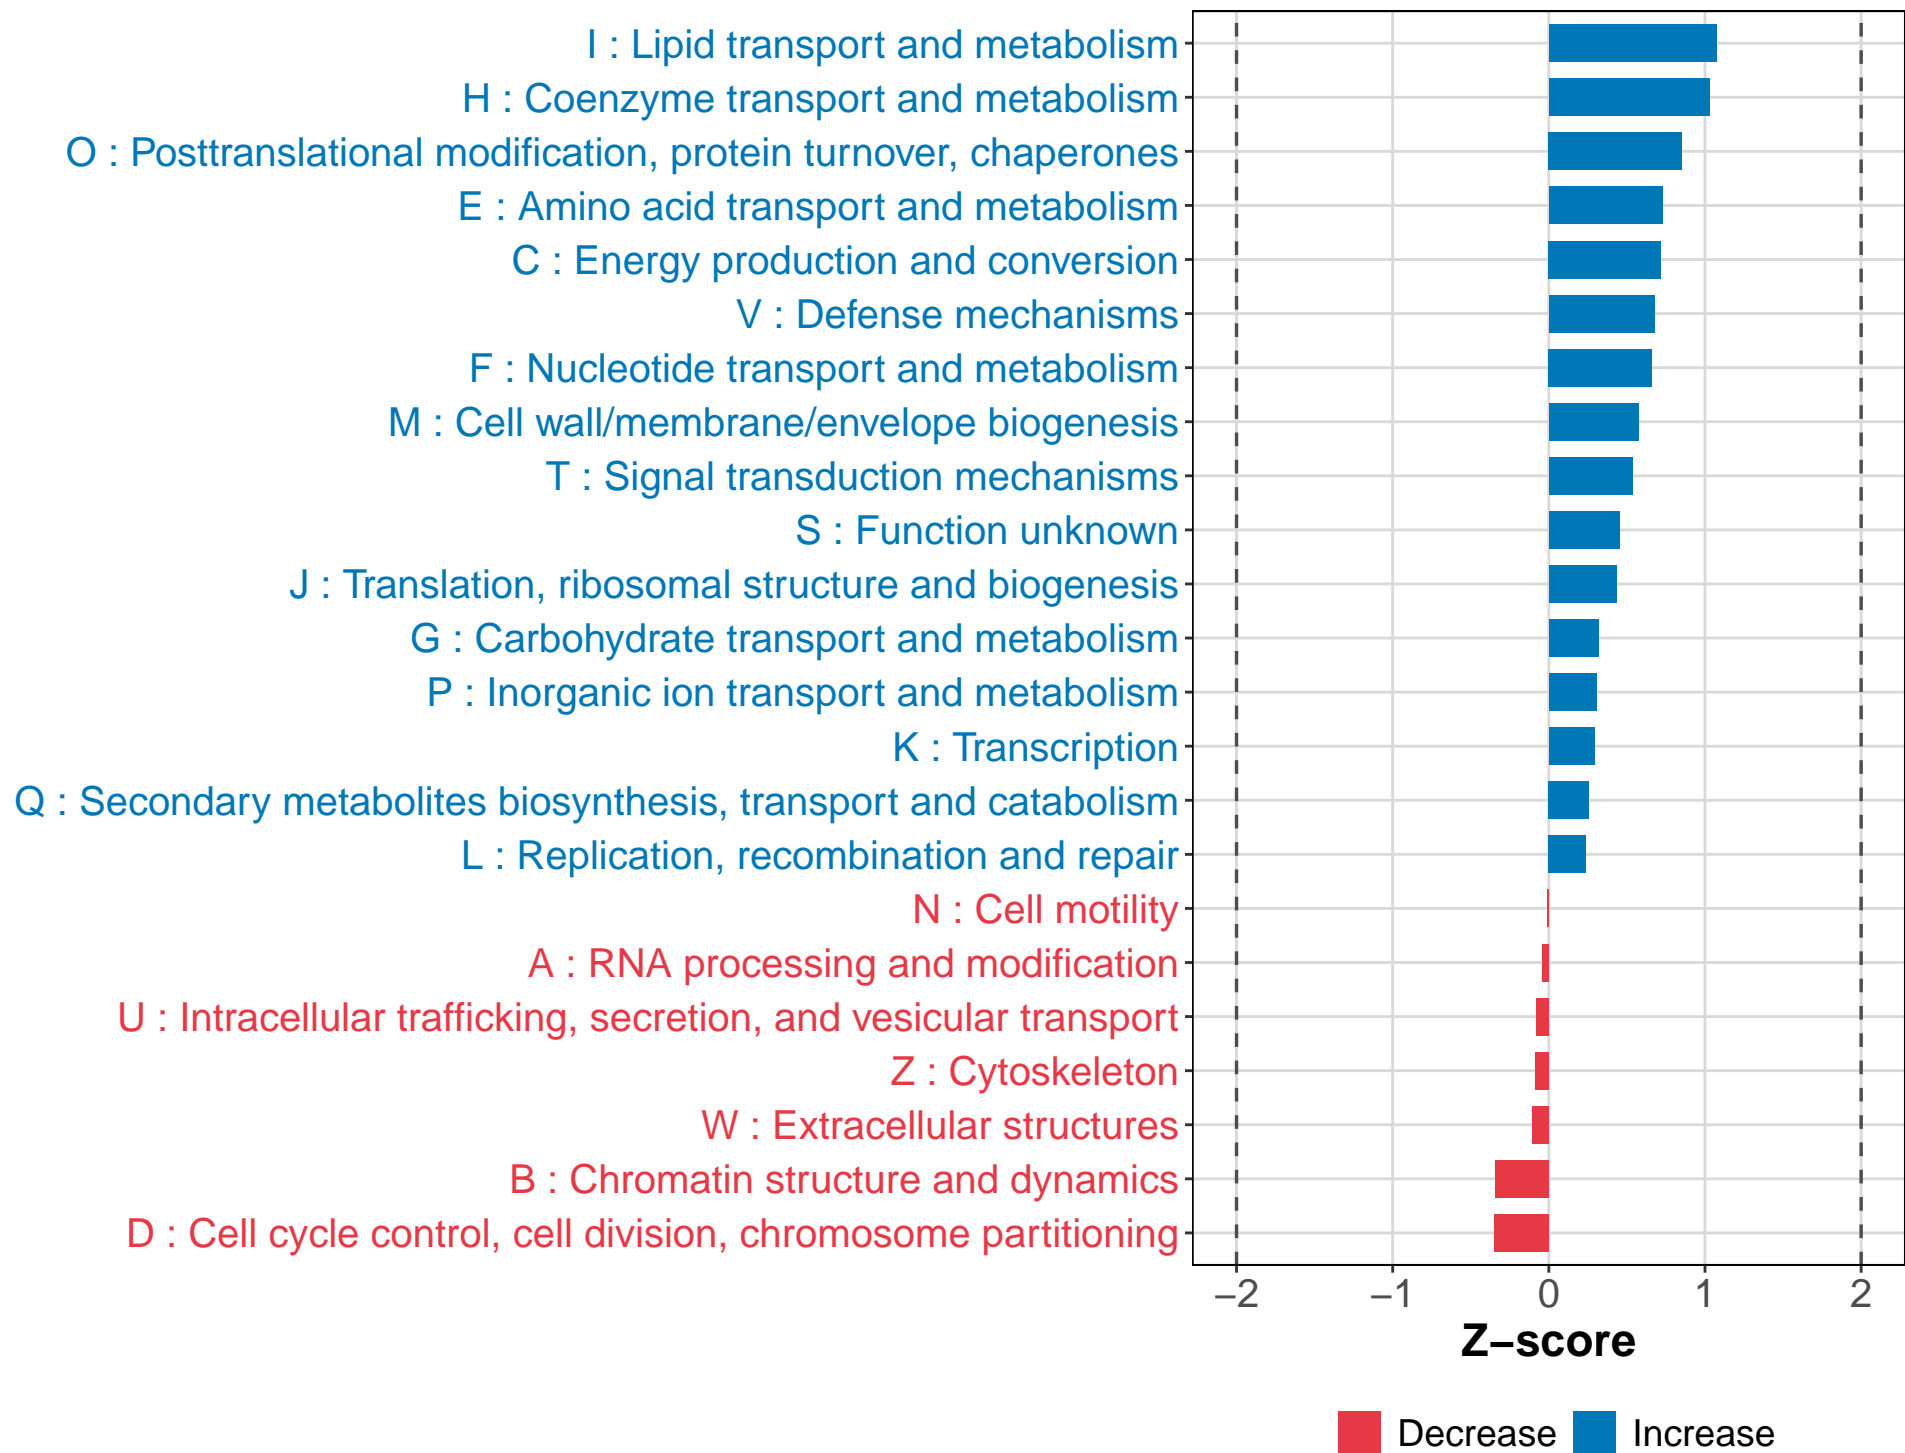 I : Lipid transport and metabolism
H : Coenzyme transport and metabolism
O : Posttranslational modification, protein turnover, chaperones
E : Amino acid transport and metabolism
C : Energy production and conversion
V : Defense mechanisms
F : Nucleotide transport and metabolism
M : Cell wall/membrane/envelope biogenesis
T : Signal transduction mechanisms
S : Function unknown
J : Translation, ribosomal structure and biogenesis
G : Carbohydrate transport and metabolism
P : Inorganic ion transport and metabolism
K : Transcription
Q : Secondary metabolites biosynthesis, transport and catabolism
L : Replication, recombination and repair
N : Cell motility
A : RNA processing and modification
U : Intracellular trafficking, secretion, and vesicular transport
Z : Cytoskeleton
W : Extracellular structures
B : Chromatin structure and dynamics
D : Cell cycle control, cell division, chromosome partitioning
−2 −1 0 1 2
Z−score
Decrease Increase